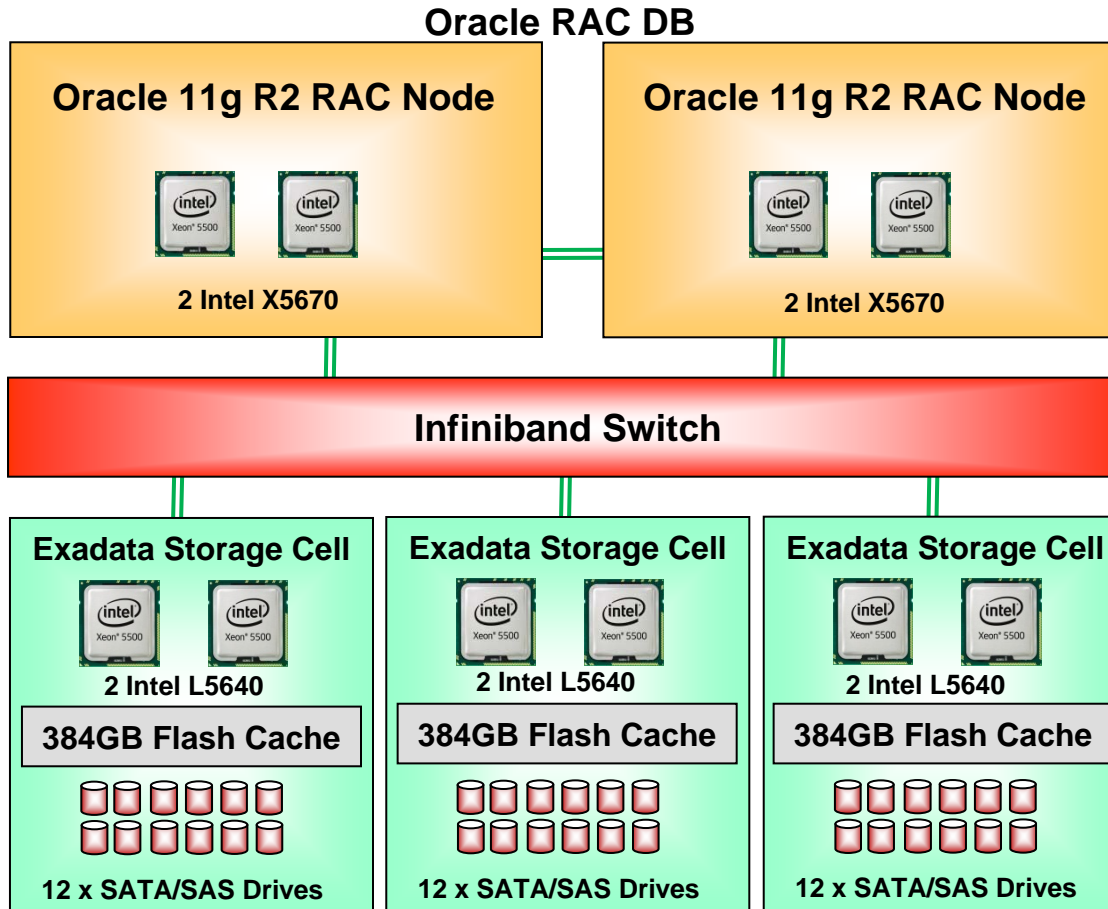 Oracle RAC DB
Oracle 11g R2 RAC Node
intel
Xeon® 5500
intel
Xeon® 5500
2 Intel X5670
Oracle 11g R2 RAC Node
intel
Xeon® 5500
intel
Xeon® 5500
2 Intel X5670
Infiniband Switch
Exadata Storage Cell
intel
Xeon® 5500
intel
Xeon® 5500
2 Intel L5640
384GB Flash Cache
12 x SATA/SAS Drives
Exadata Storage Cell
intel
Xeon® 5500
intel
Xeon® 5500
2 Intel L5640
384GB Flash Cache
12 x SATA/SAS Drives
Exadata Storage Cell
intel
Xeon® 5500
intel
Xeon® 5500
2 Intel L5640
384GB Flash Cache
12 x SATA/SAS Drives